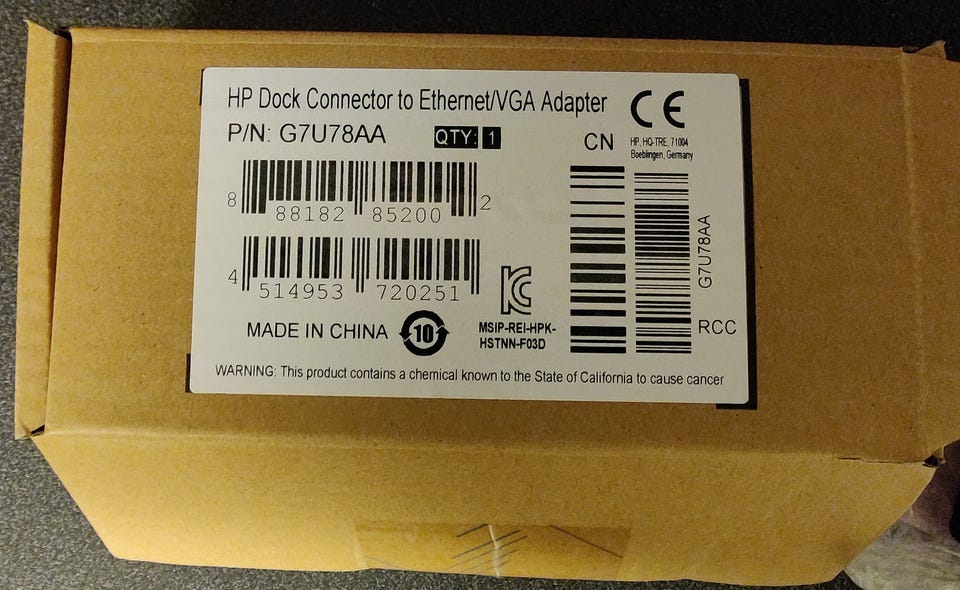 HP Dock Connector to Ethernet/VGA Adapter
CE
P/N: G7U78AA
QTY: 1
CN
HP, HQ-TRE, 71004
Boeblingen, Germany
8 88182 85200 2
4 514953 720251
G7U78AA
MADE IN CHINA
10
MSIP-REI-HPK-
HSTNN-F03D
RCC
WARNING: This product contains a chemical known to the State of California to cause cancer